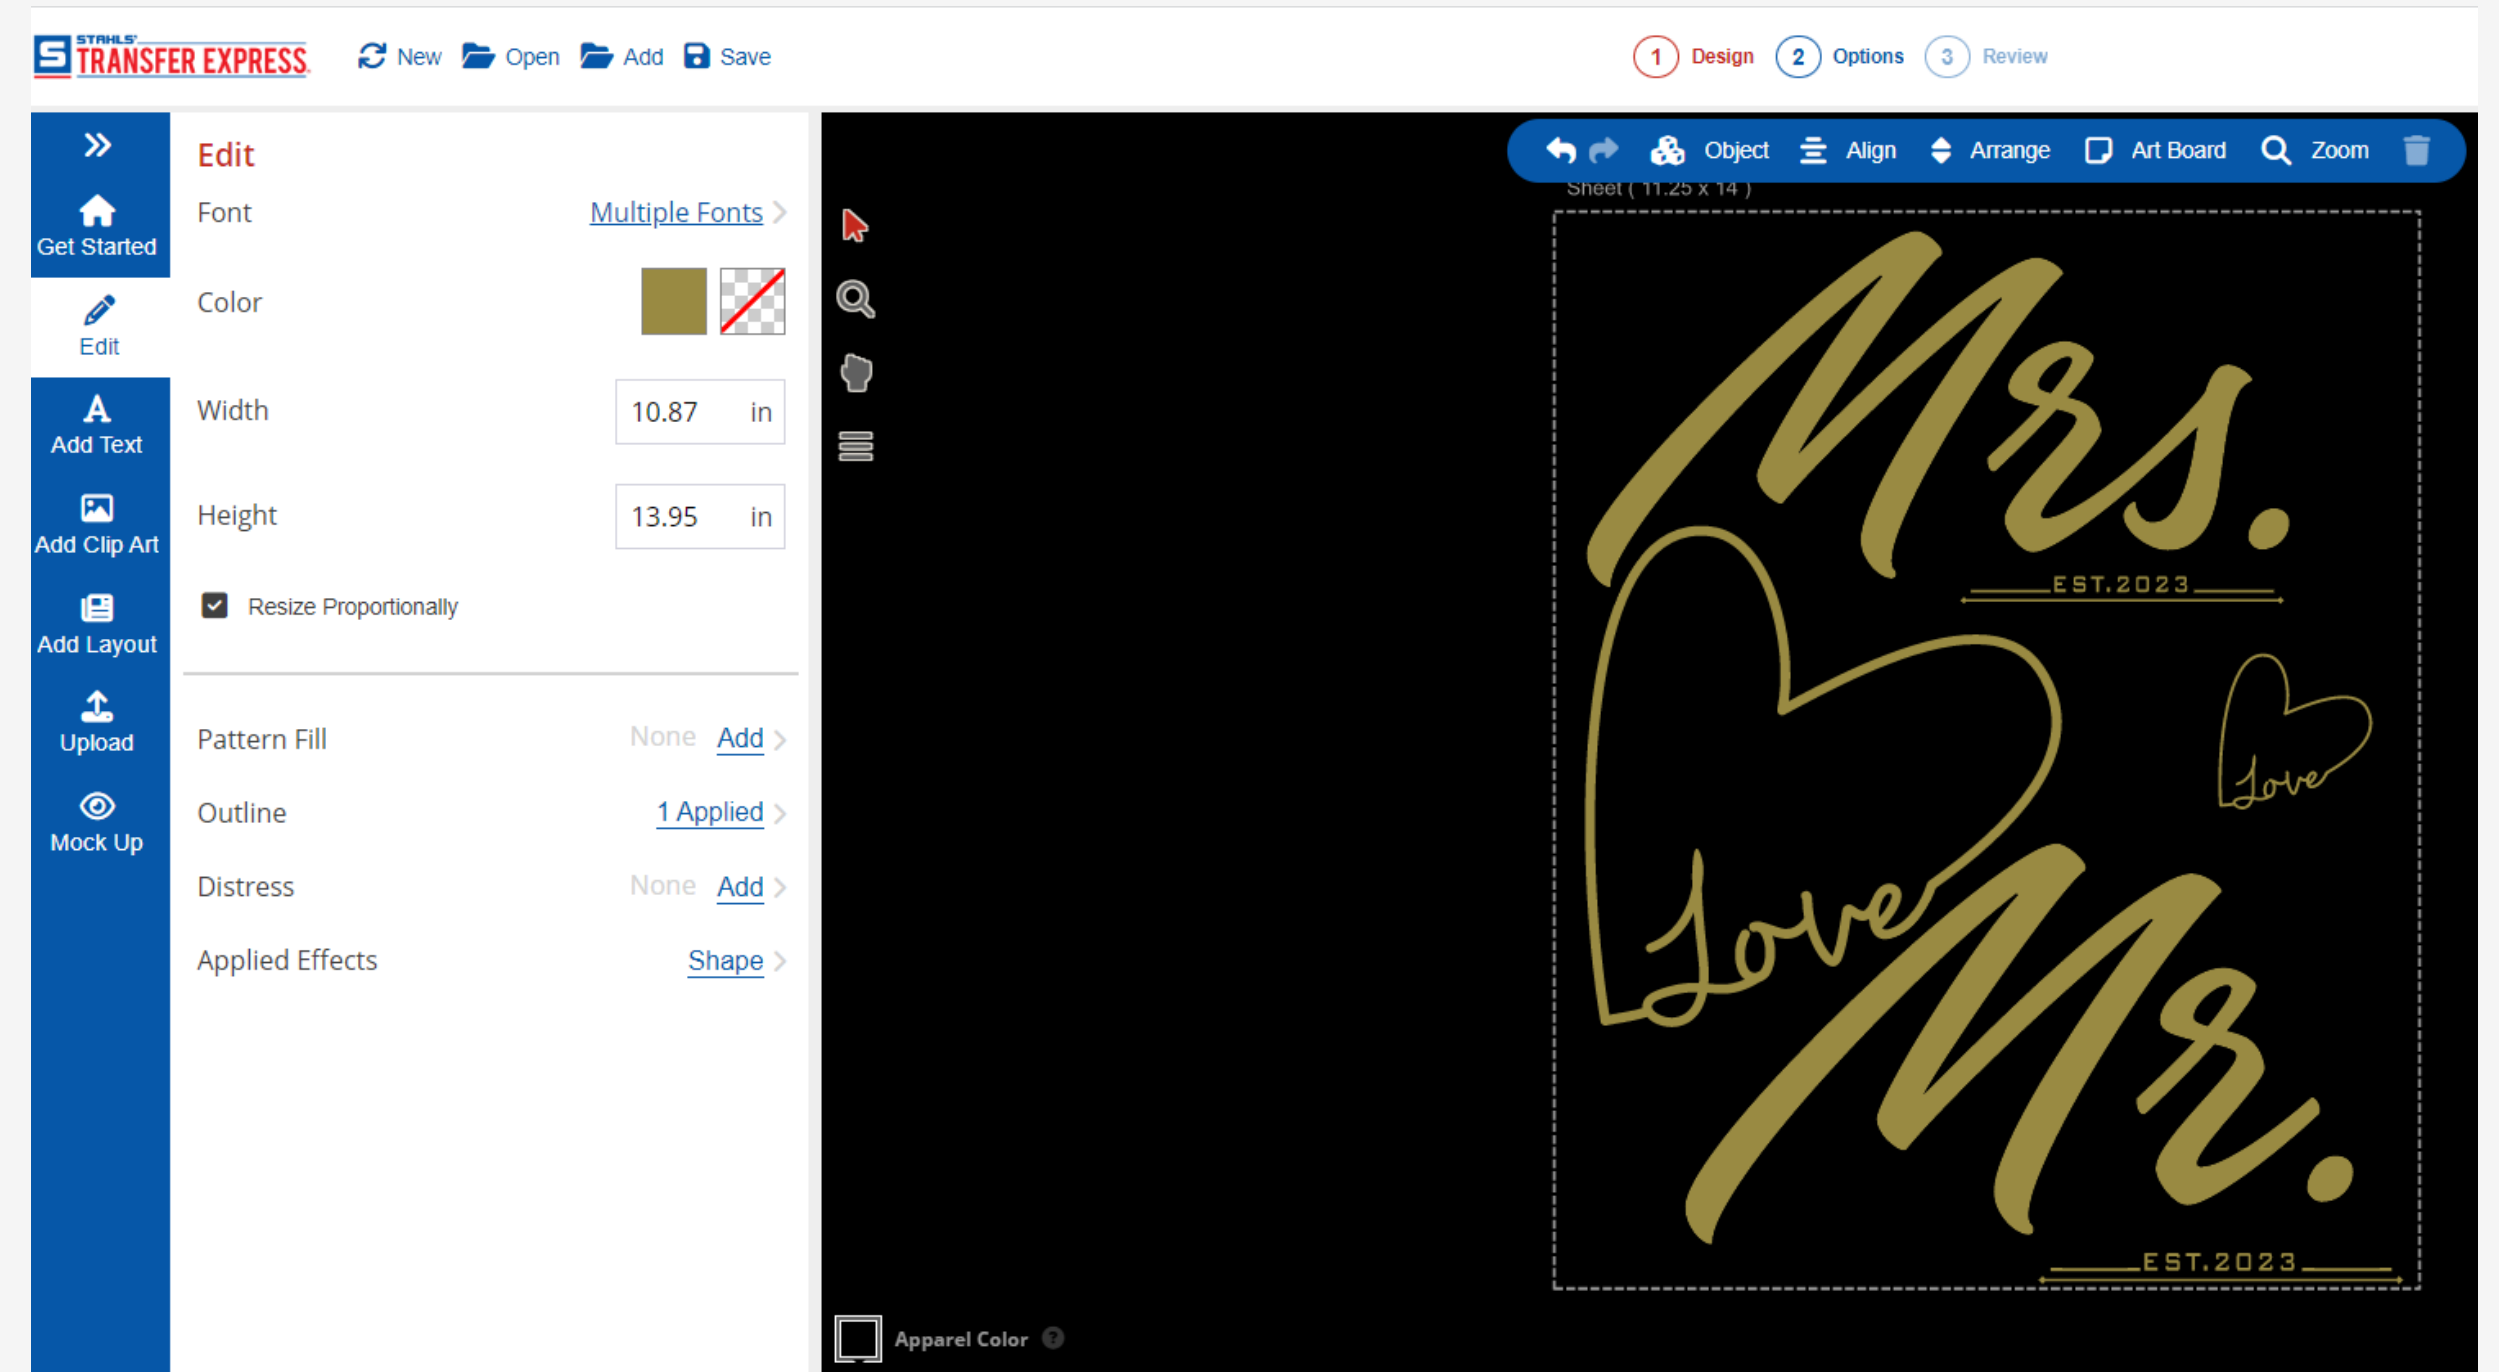 STAHLS'
TRANSFER EXPRESS.
New Open Add Save
1 Design 2 Options 3 Review
Get Started
Edit
Add Text
Add Clip Art
Add Layout
Upload
Mock Up
Edit
Font Multiple Fonts
Color
Width 10.87 in
Height 13.95 in
Resize Proportionally
Pattern Fill None Add
Outline 1 Applied
Distress None Add
Applied Effects Shape
Object Align Arrange Art Board Zoom
Sheet ( 11.25 x 14 )
Mrs.
EST.2023
Love
Love
Mr.
EST.2023
Apparel Color ?